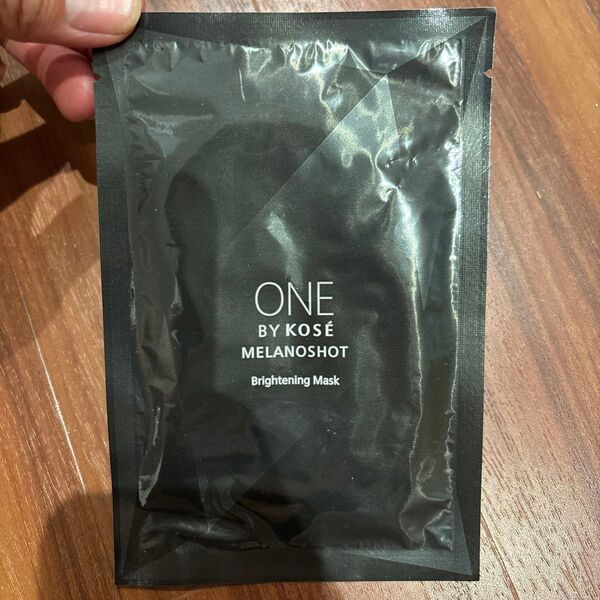 ONE
BY KOSÉ
MELANOSHOT
Brightening Mask